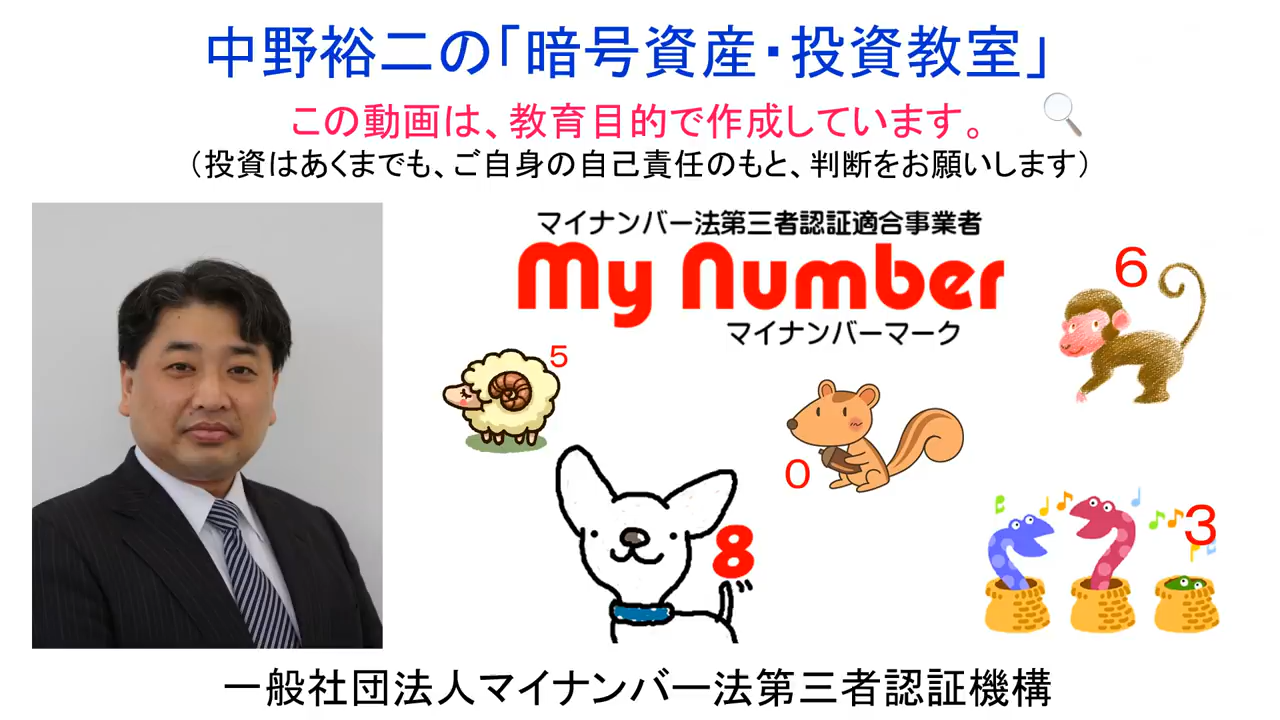 中野裕二の「暗号資産・投資教室」
この動画は、教育目的で作成しています。
（投資はあくまでも、ご自身の自己責任のもと、判断をお願いします）
マイナンバー法第三者認証適合事業者
My Number
マイナンバーマーク
6
5
0
3
8
一般社団法人マイナンバー法第三者認証機構